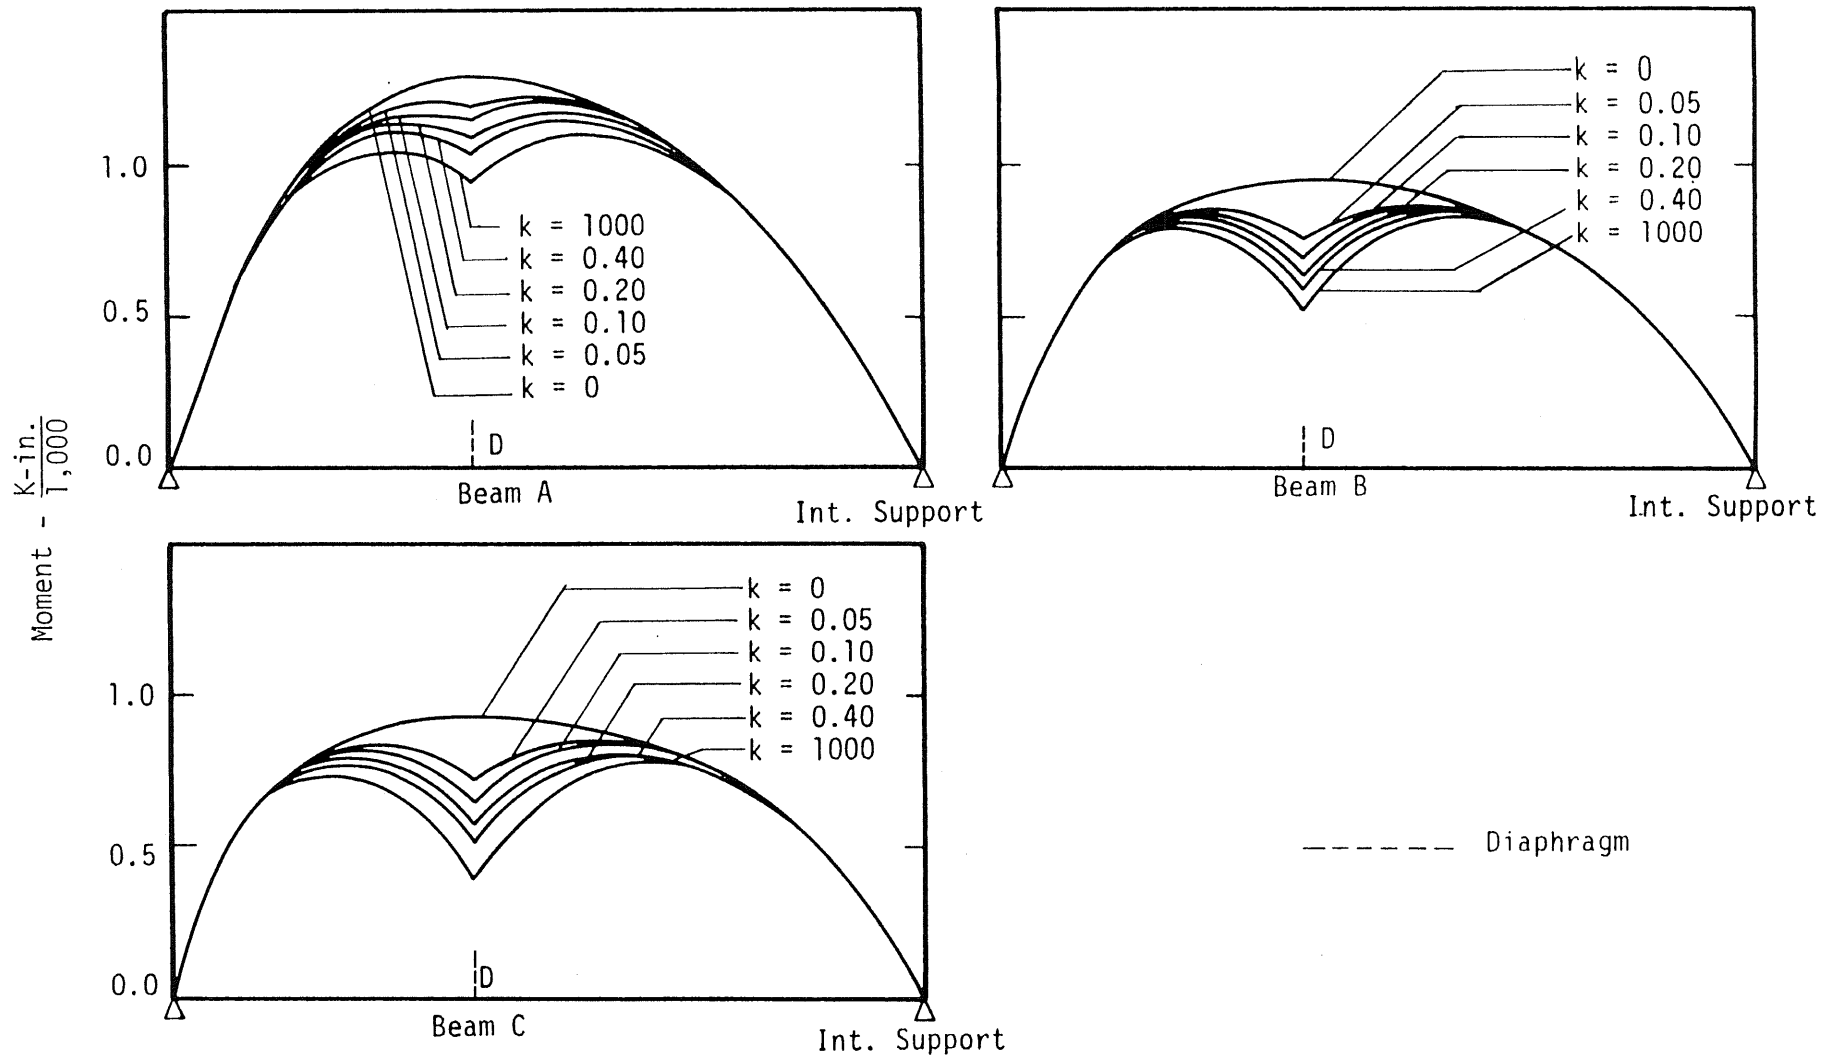 Moment - K-in.
1,000
1.0
0.5
0.0
k = 1000
k = 0.40
k = 0.20
k = 0.10
k = 0.05
k = 0
D
Beam A
Int. Support
k = 0
k = 0.05
k = 0.10
k = 0.20
k = 0.40
k = 1000
D
Beam B
Int. Support
1.0
0.5
0.0
k = 0
k = 0.05
k = 0.10
k = 0.20
k = 0.40
k = 1000
D
Beam C
Int. Support
Diaphragm